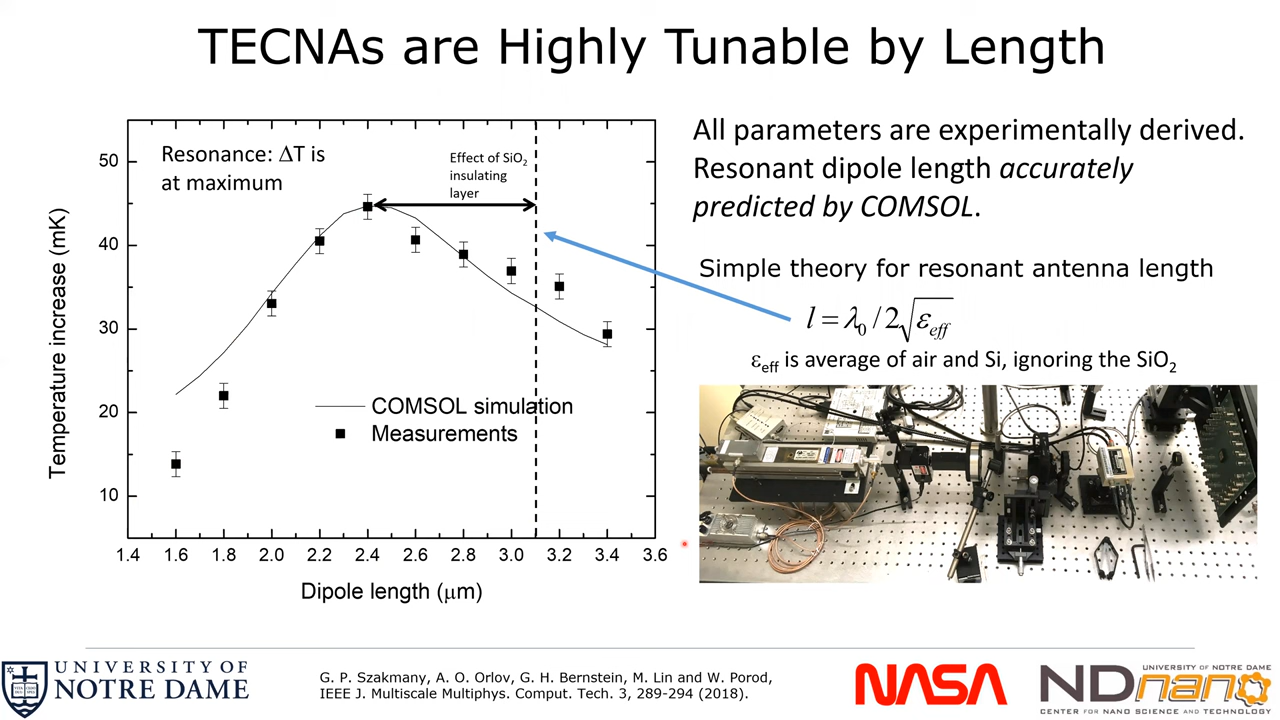 TECNAs are Highly Tunable by Length
Resonance: ΔT is
at maximum
Effect of SiO₂
insulating
layer
50
40
30
20
10
Temperature increase (mK)
COMSOL simulation
Measurements
1.4 1.6 1.8 2.0 2.2 2.4 2.6 2.8 3.0 3.2 3.4 3.6
Dipole length (μm)
All parameters are experimentally derived.
Resonant dipole length accurately
predicted by COMSOL.
Simple theory for resonant antenna length
l = λ₀ / 2√ε_eff
ε_eff is average of air and Si, ignoring the SiO₂
UNIVERSITY OF
NOTRE DAME
G. P. Szakmany, A. O. Orlov, G. H. Bernstein, M. Lin and W. Porod,
IEEE J. Multiscale Multiphys. Comput. Tech. 3, 289-294 (2018).
NASA
UNIVERSITY OF NOTRE DAME
NDnano
CENTER FOR NANO SCIENCE AND TECHNOLOGY